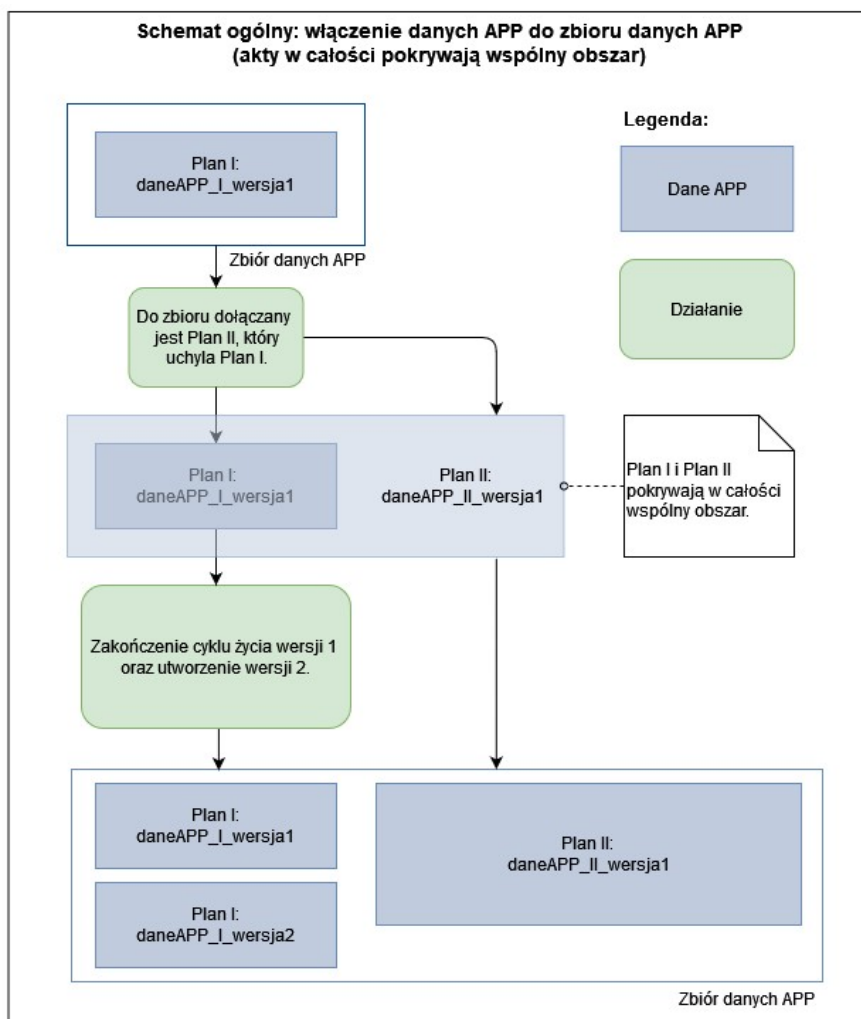 Schemat ogólny: włączenie danych APP do zbioru danych APP
(akty w całości pokrywają wspólny obszar)
Plan I:
daneAPP_I_wersja1
Zbiór danych APP
Legenda:
Dane APP
Działanie
Do zbioru dołączany
jest Plan II, który
uchyla Plan I.
Plan I:
daneAPP_I_wersja1
Plan II:
daneAPP_II_wersja1
Plan I i Plan II
pokrywają w całości
wspólny obszar.
Zakończenie cyklu życia wersji 1
oraz utworzenie wersji 2.
Plan I:
daneAPP_I_wersja1
Plan I:
daneAPP_I_wersja2
Plan II:
daneAPP_II_wersja1
Zbiór danych APP